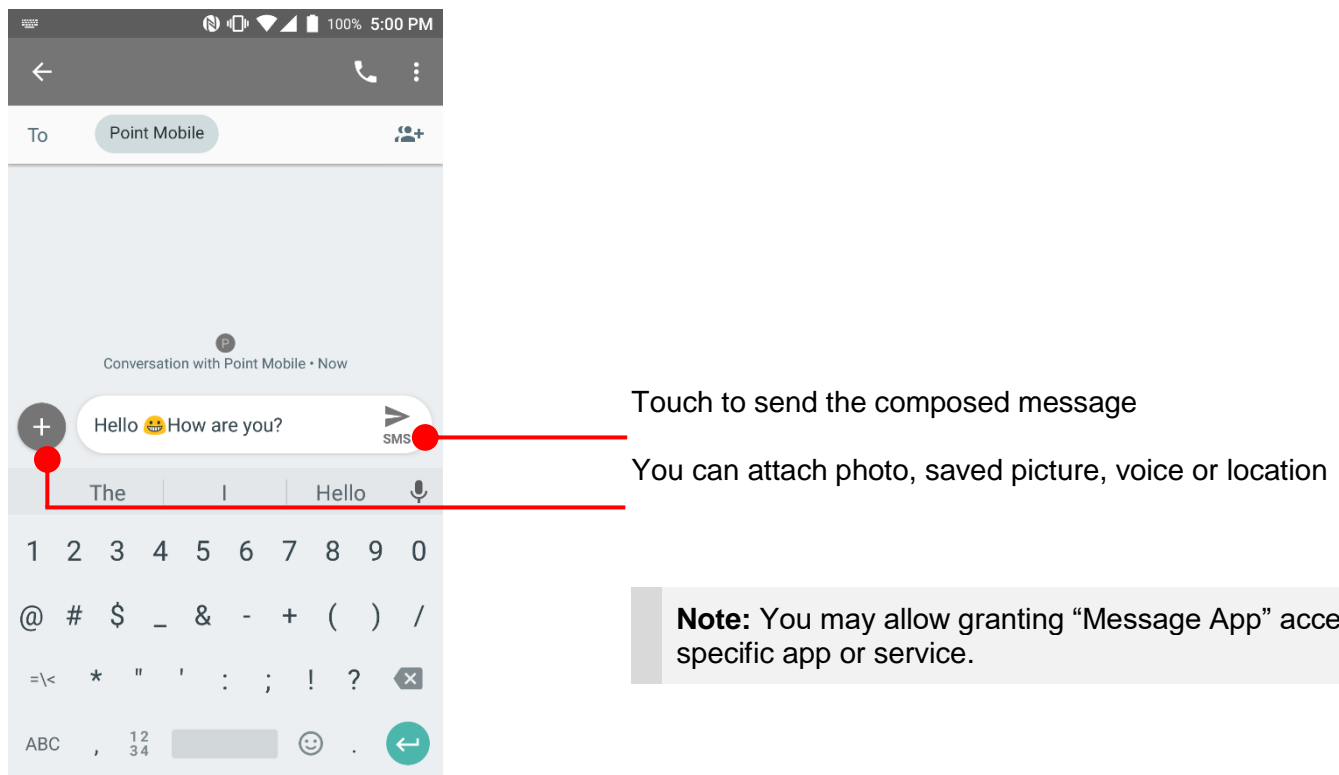 100% 5:00 PM
To Point Mobile
P
Conversation with Point Mobile • Now
Hello 😀How are you?
SMS
The I Hello
1 2 3 4 5 6 7 8 9 0
@ # $ _ & - + ( ) /
=\< * " ' : ; ! ?
ABC , 12 34 .
Touch to send the composed message
You can attach photo, saved picture, voice or location
Note: You may allow granting “Message App”
specific app or service.